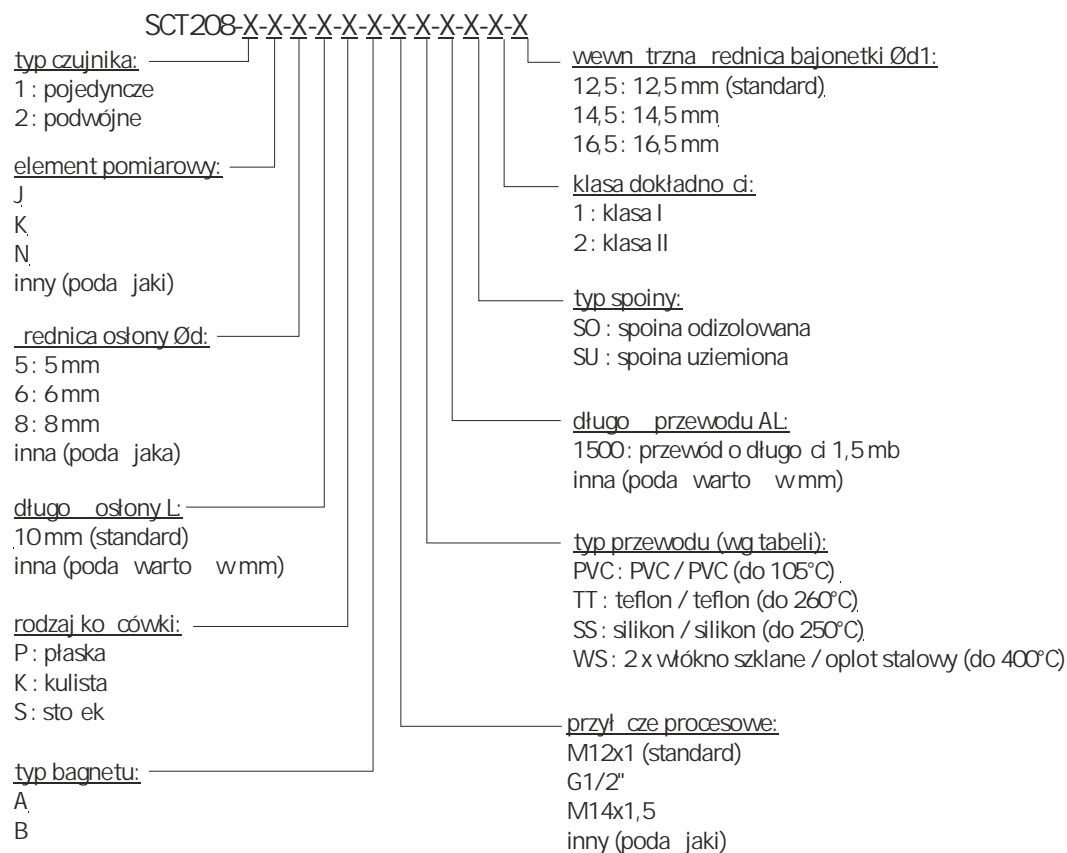 SCT208-X-X-X-X-X-X-X-X-X-X-X-X
typ czujnika:
1 : pojedyncze
2 : podwójne
element pomiarowy:
J
K
N
inny (poda jaki)
rednica osłony Ød:
5 : 5 mm
6 : 6 mm
8 : 8 mm
inna (poda jaka)
długo osłony L:
10 mm (standard)
inna (poda warto w mm)
rodzaj ko cówki:
P : płaska
K : kulista
S : sto ek
typ bagnetu:
A
B
wewn trzna rednica bajonetki Ød1:
12,5 : 12,5 mm (standard)
14,5 : 14,5 mm
16,5 : 16,5 mm
klasa dokładno ci:
1 : klasa I
2 : klasa II
typ spoiny:
SO : spoina odizolowana
SU : spoina uziemiona
długo przewodu AL:
1500 : przewód o długo ci 1,5 mb
inna (poda warto w mm)
typ przewodu (wg tabeli):
PVC : PVC / PVC (do 105°C)
TT : teflon / teflon (do 260°C)
SS : silikon / silikon (do 250°C)
WS : 2 x włókno szklane / oplot stalowy (do 400°C)
przył cze procesowe:
M12x1 (standard)
G1/2"
M14x1,5
inny (poda jaki)